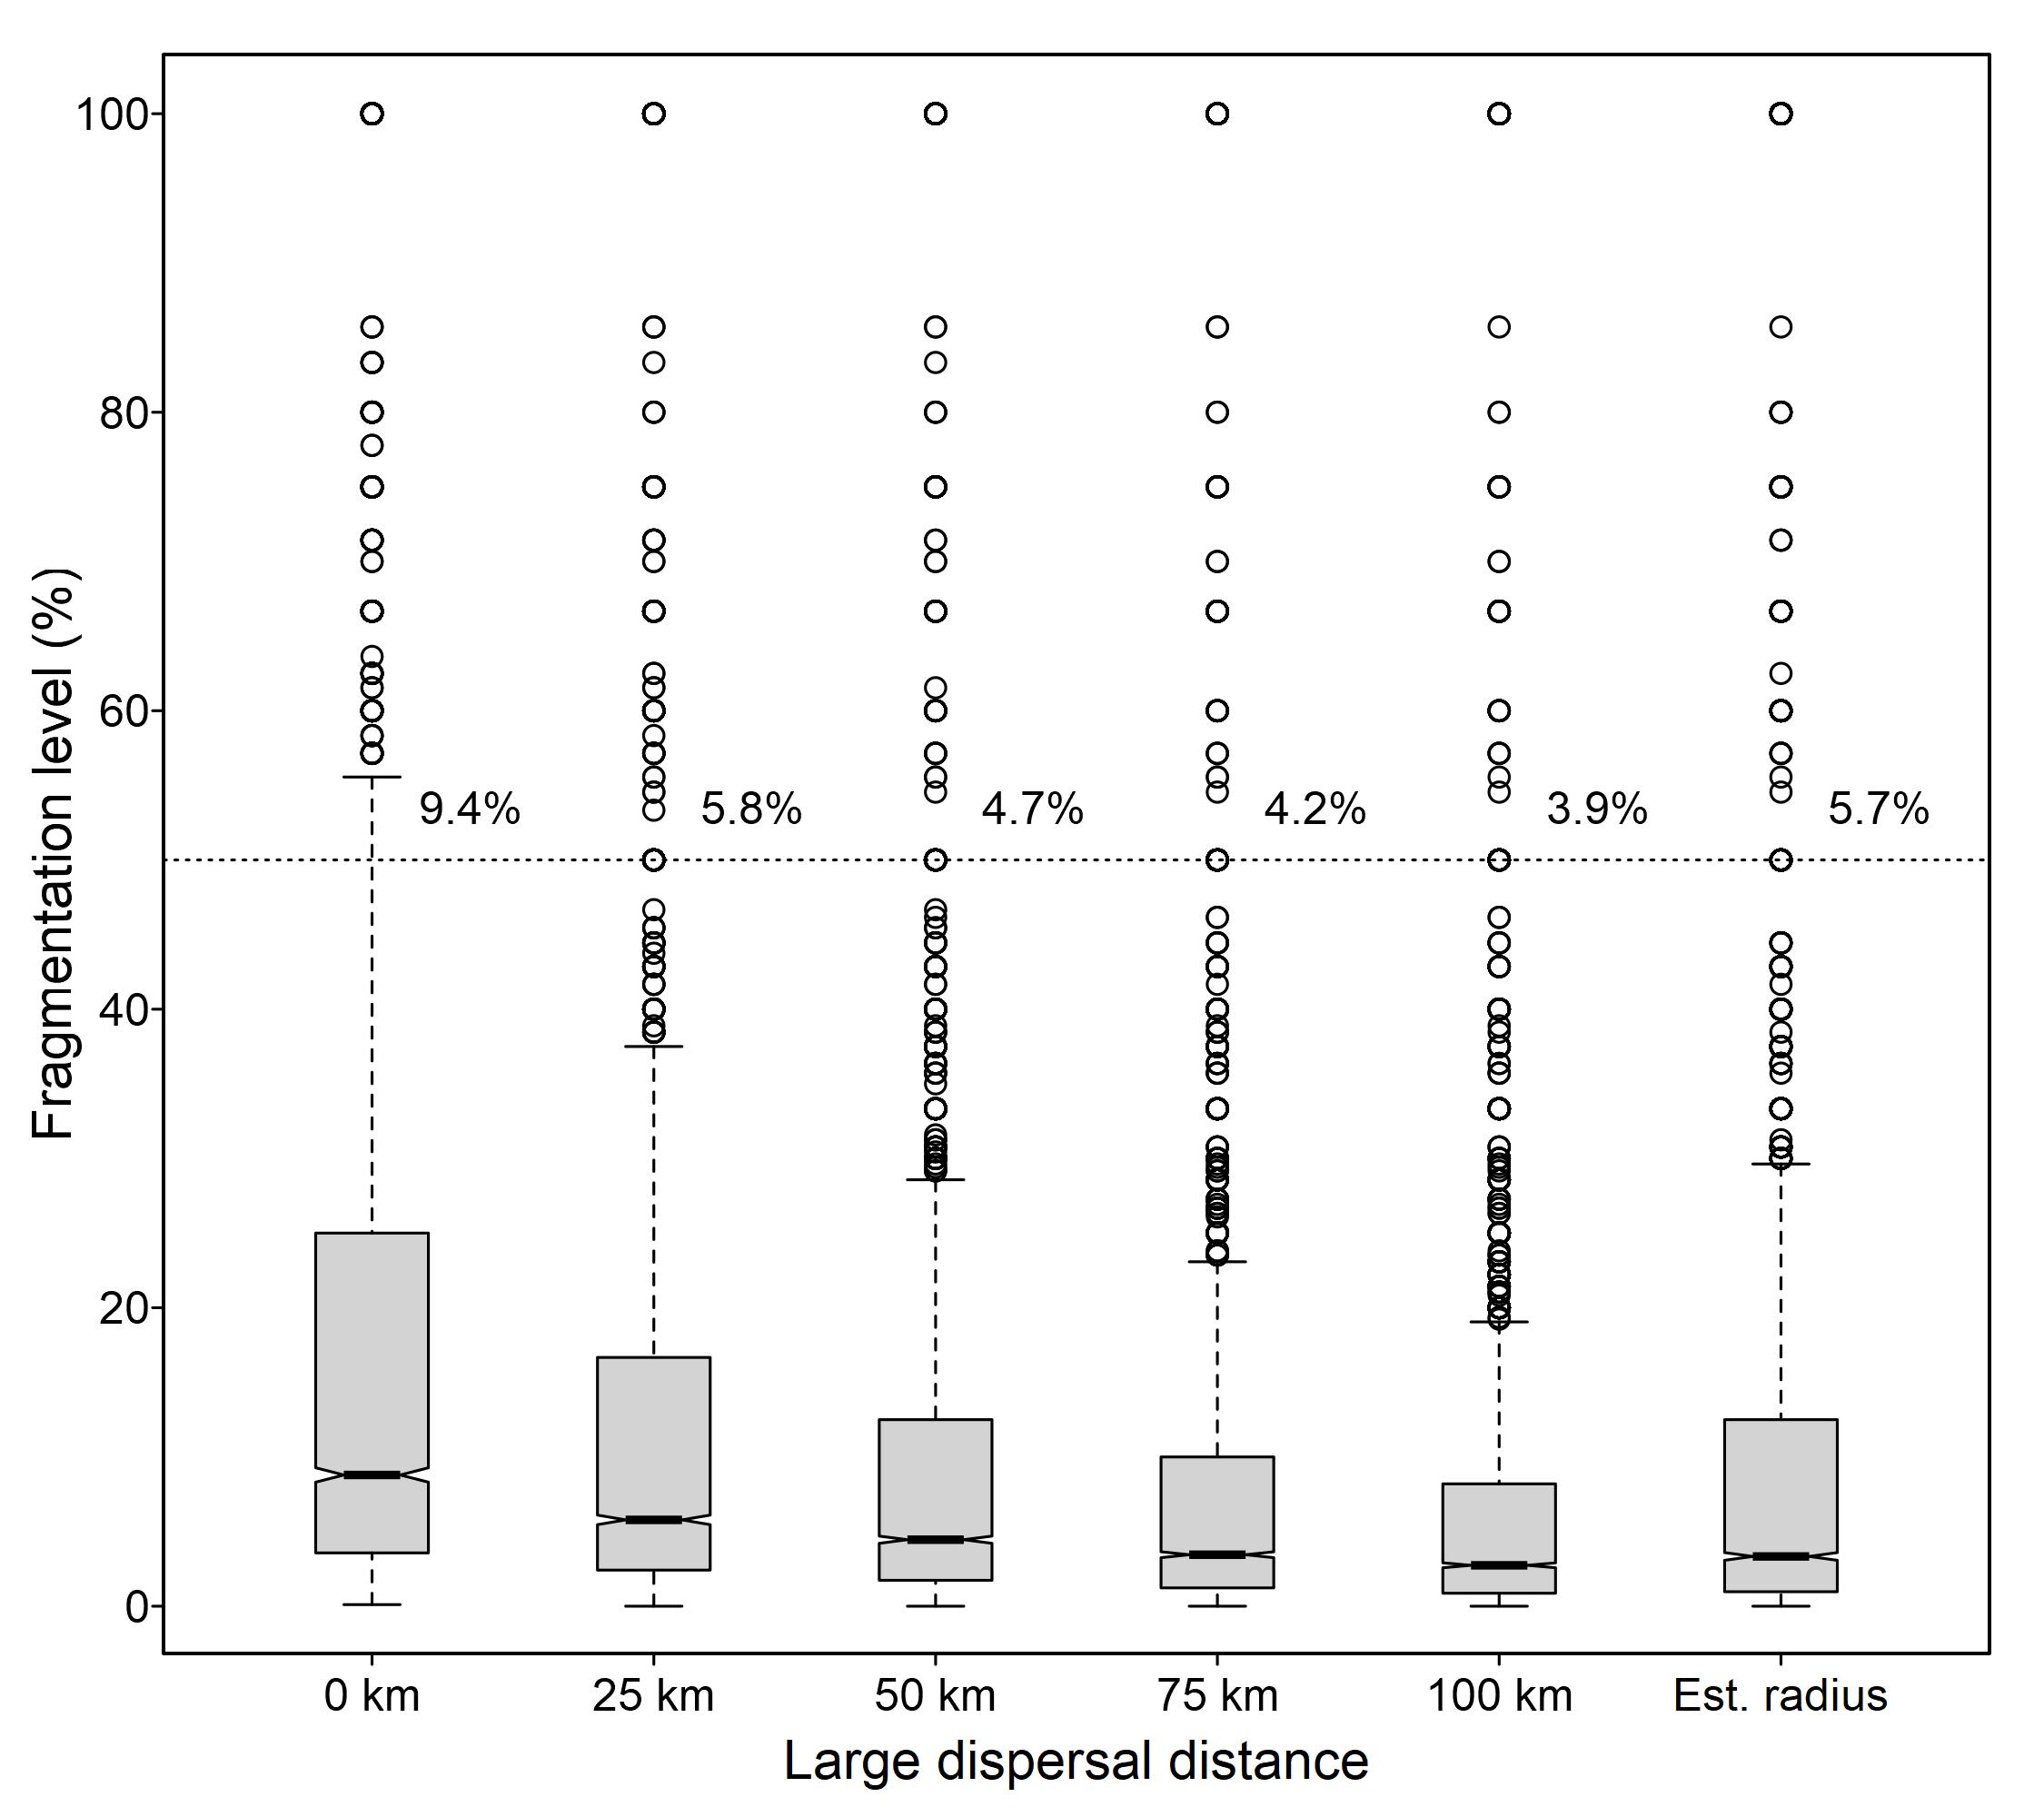 Fragmentation level (%)
100
80
60
40
20
0
9.4%
5.8%
4.7%
4.2%
3.9%
5.7%
0 km
25 km
50 km
75 km
100 km
Est. radius
Large dispersal distance